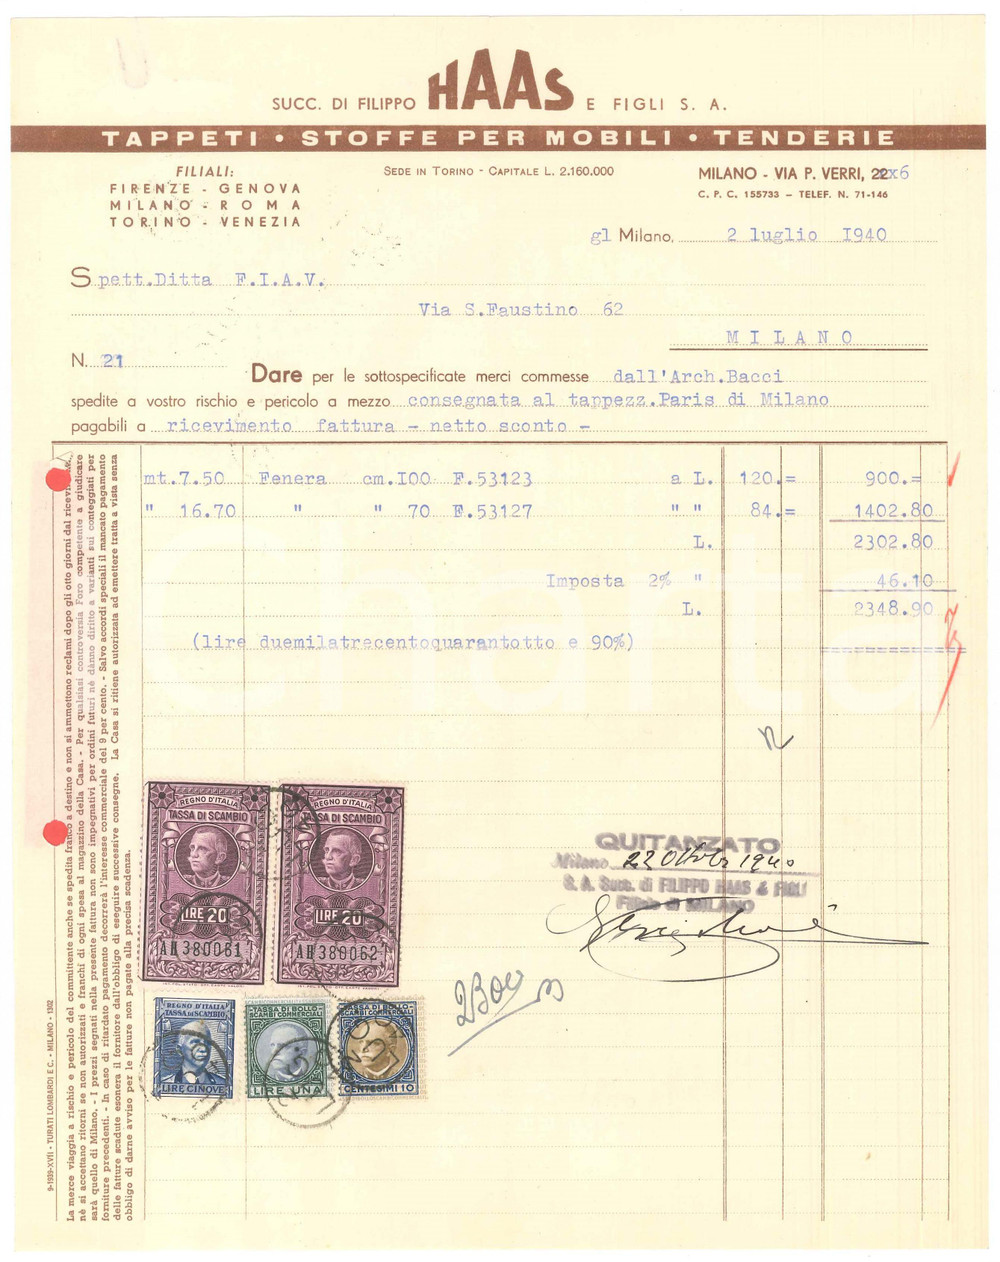 SUCC. DI FILIPPO HAAS E FIGLI S. A.
TAPPETI • STOFFE PER MOBILI • TENDERIE
FILIALI:
FIRENZE - GENOVA
MILANO - ROMA
TORINO - VENEZIA
SEDE IN TORINO - CAPITALE L. 2.160.000
MILANO - VIA P. VERRI, 22x6
C. P. C. 155733 - TELEF. N. 71-146
gl Milano, 2 luglio I940
Spett.Ditta F.I.A.V.
Via S.Faustino 62
MILANO
N. 21
Dare per le sottospecificate merci commesse dall'Arch.Bacci
spedite a vostro rischio e pericolo a mezzo consegnata al tappezz.Paris di Milano
pagabili a ricevimento fattura - netto sconto -
mt.7.50 Fenera cm.I00 F.53I23 a L. I20.= 900.=
" I6.70 " " 70 F.53I27 " " 84.= I402.80
L. 2302.80
Imposta 2% " 46.I0
L. 2348.90
(lire duemilatrecentoquarantotto e 90%)
REGNO D'ITALIA
TASSA DI SCAMBIO
LIRE 20
AH 380061
REGNO D'ITALIA
TASSA DI SCAMBIO
LIRE 20
AH 380062
REGNO D'ITALIA
TASSA DI SCAMBIO
LIRE CINQVE
TASSA DI BOLLO
SCAMBI COMMERCIALI
LIRE UNA
TASSA DI BOLLO
SCAMBI COMMERCIALI
CENTESIMI 10
QUITANZATO
Milano 22 Ottobre 1940
S. A. Succ. di FILIPPO HAAS & FIGLI
Filiale di MILANO
La merce viaggia a rischio e pericolo del committente anche se spedita franco a destino e non si ammettono reclami dopo gli otto giorni dal
nè si accettano ritorni se non autorizzati e franchi di ogni spesa al magazzino della Casa. - Per qualsiasi controversia Foro competente a giudicare
sarà quello di Milano. - I prezzi segnati nella presente fattura non sono impegnativi per ordini futuri nè dànno diritto a varianti sui conteggiati per
forniture precedenti. - In caso di ritardato pagamento decorrerà l'interesse commerciale del 9 per cento. - Salvo accordi speciali il mancato pagamento
delle fatture scadute esonera il fornitore dall'obbligo di eseguire successive consegne. La Casa si ritiene autorizzata ad emettere tratta a vista senza
obbligo di darne avviso per le fatture non pagate alla precisa scadenza.
9-1939-XVII - TURATI LOMBARDI E C. - MILANO - 1302